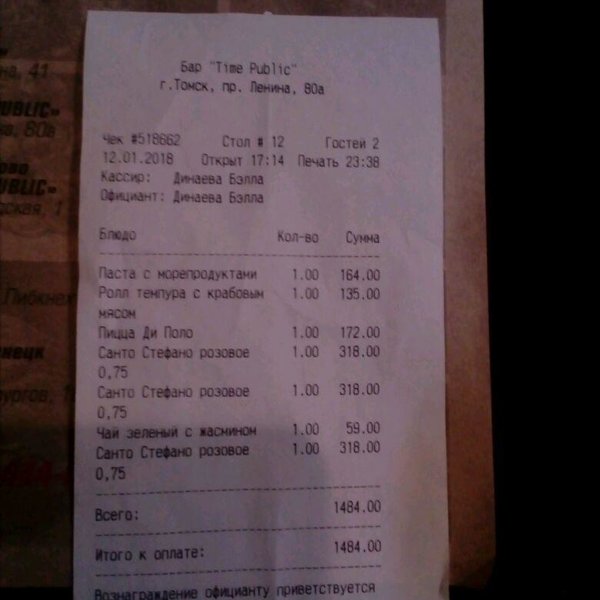 Бар "Time Public"
г.Томск, пр. Ленина, 80а
Чек #518662 Стол # 12 Гостей 2
12.01.2018 Открыт 17:14 Печать 23:38
Кассир: Динаева Бэлла
Официант: Динаева Бэлла
Блюдо Кол-во Сумма
Паста с морепродуктами 1.00 164.00
Ролл темпура с крабовым 1.00 135.00
мясом
Пицца Ди Поло 1.00 172.00
Санто Стефано розовое 1.00 318.00
0,75
Санто Стефано розовое 1.00 318.00
0,75
Чай зеленый с жасмином 1.00 59.00
Санто Стефано розовое 1.00 318.00
0,75
Всего: 1484.00
Итого к оплате: 1484.00
Вознаграждение официанту приветствуется
41
80а